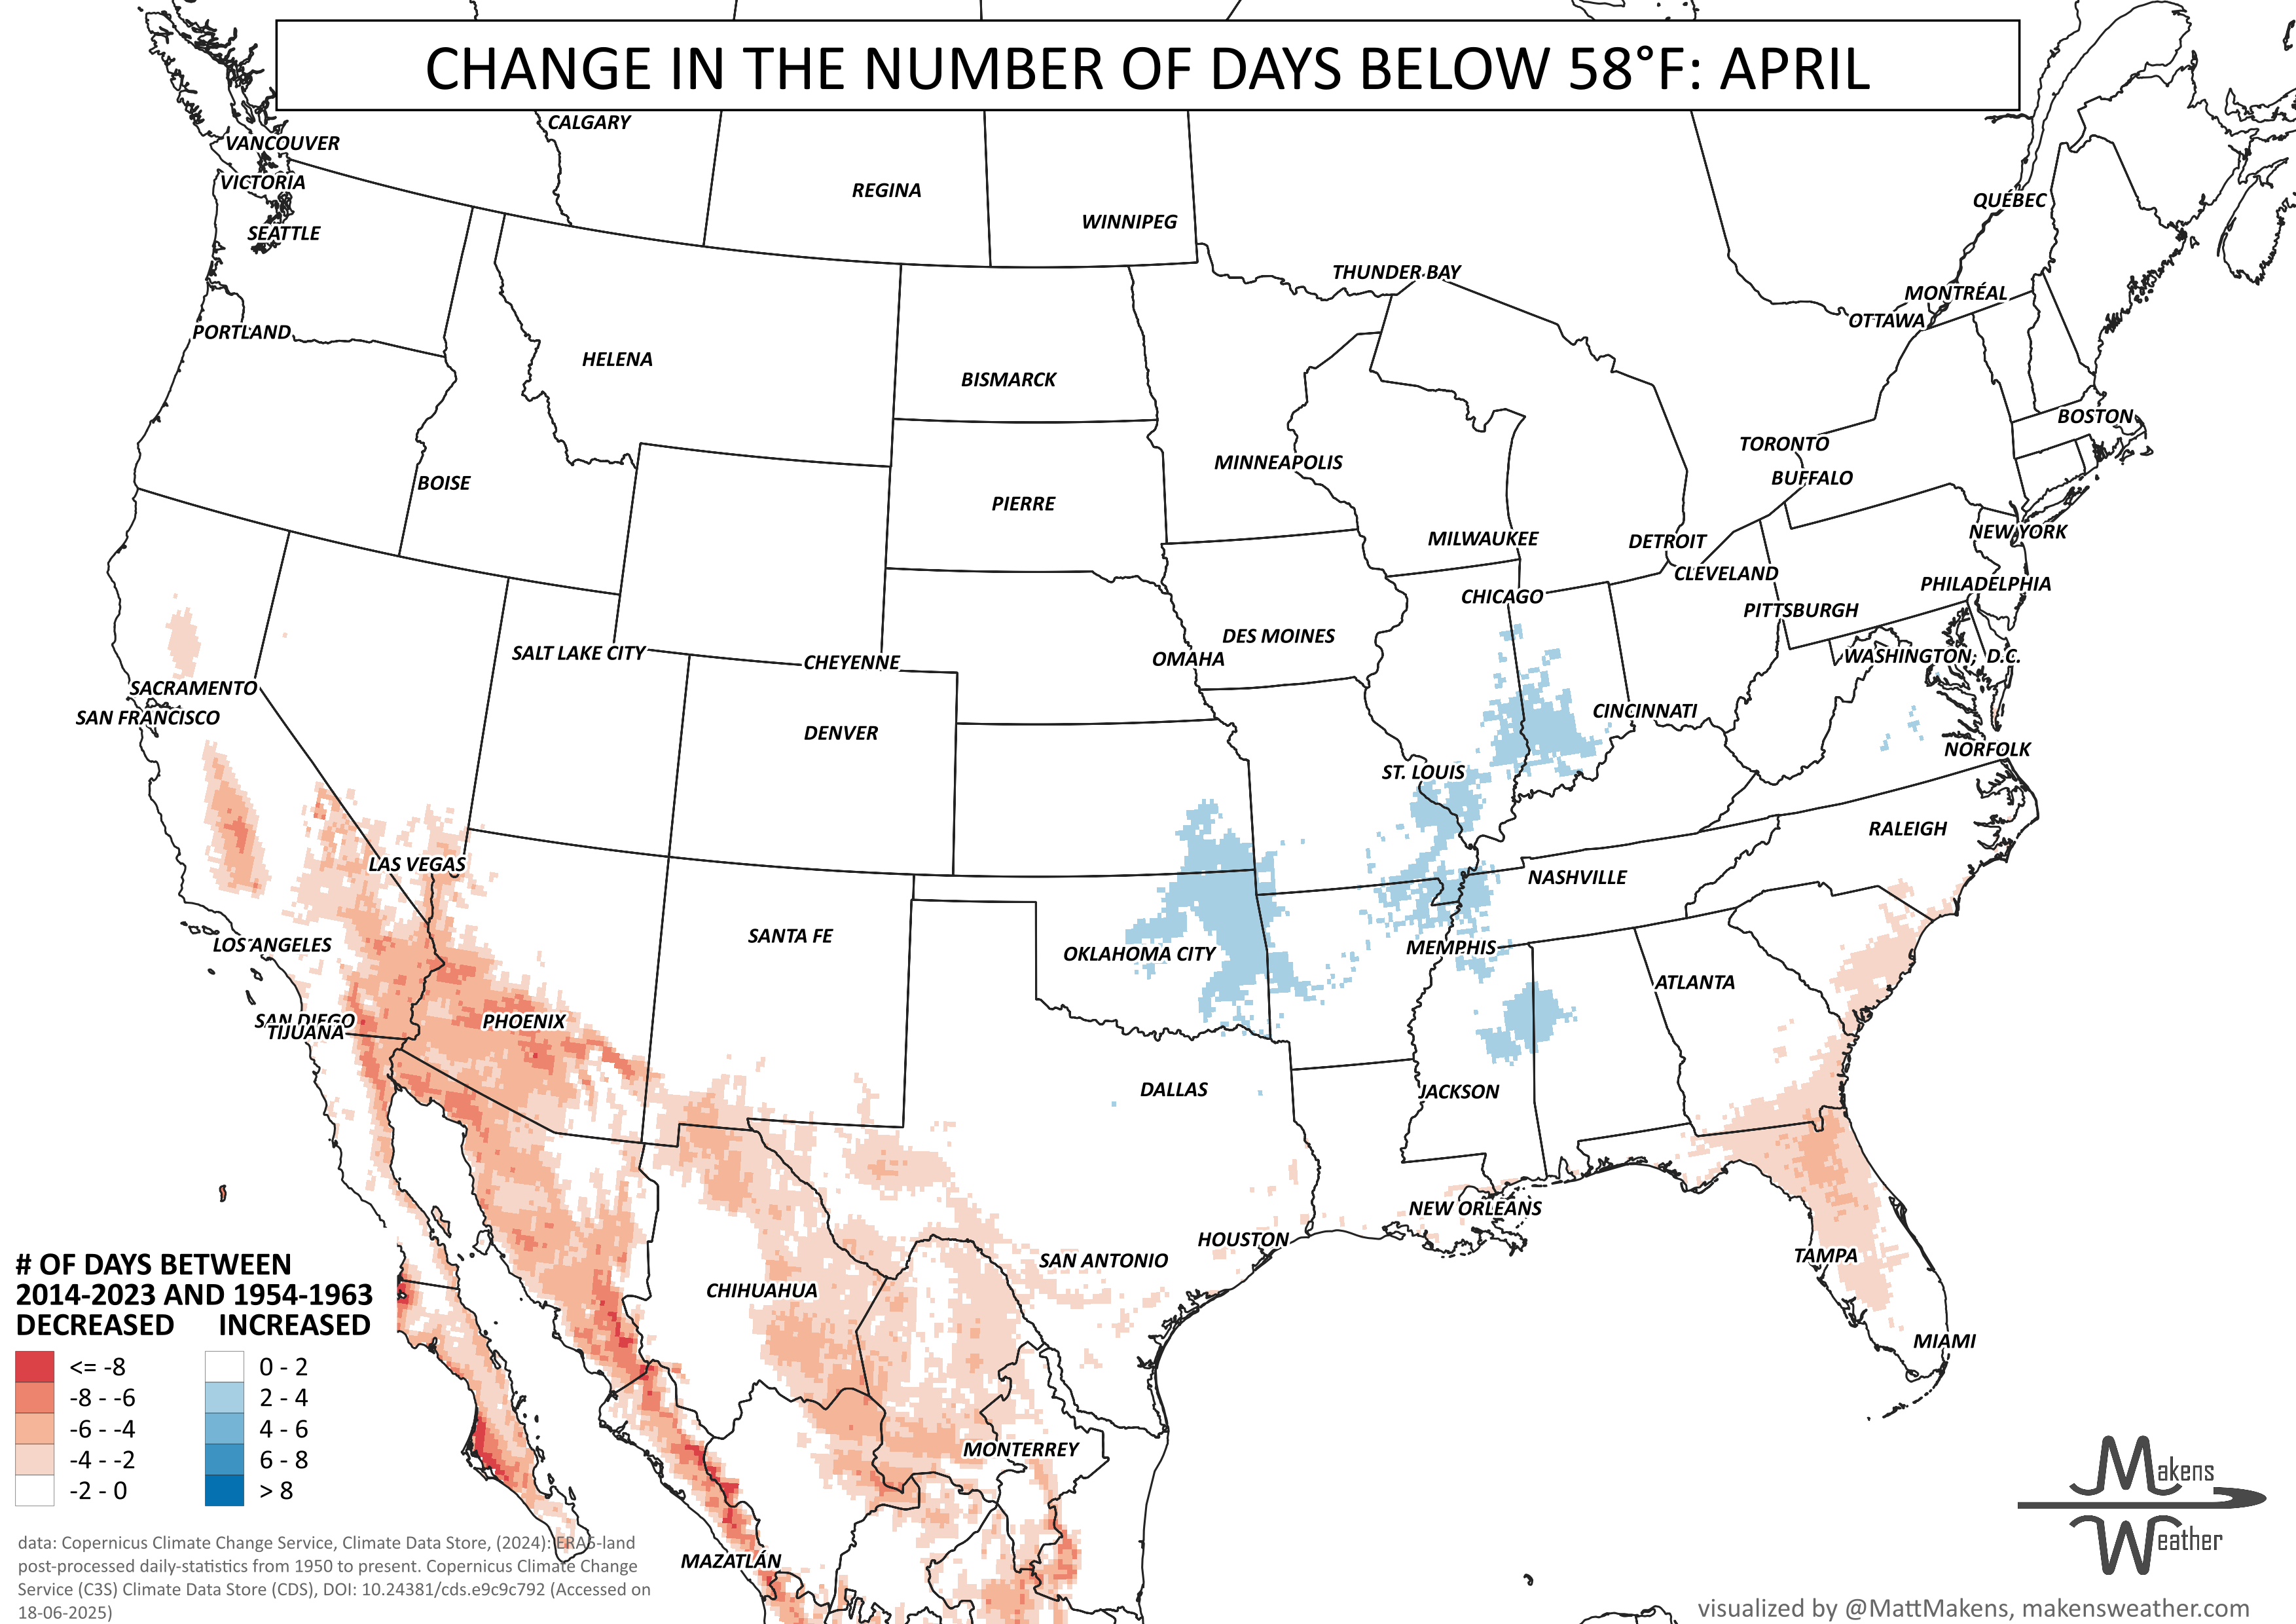 CHANGE IN THE NUMBER OF DAYS BELOW 58°F: APRIL
CALGARY
VANCOUVER
VICTORIA
REGINA
QUÉBEC
WINNIPEG
SEATTLE
THUNDER BAY
MONTRÉAL
OTTAWA
PORTLAND
HELENA
BISMARCK
BOSTON
TORONTO
MINNEAPOLIS
BUFFALO
BOISE
PIERRE
NEW YORK
MILWAUKEE
DETROIT
CLEVELAND
PHILADELPHIA
CHICAGO
PITTSBURGH
DES MOINES
SALT LAKE CITY
WASHINGTON, D.C.
OMAHA
CHEYENNE
SACRAMENTO
CINCINNATI
SAN FRANCISCO
DENVER
NORFOLK
ST. LOUIS
RALEIGH
LAS VEGAS
NASHVILLE
SANTA FE
LOS ANGELES
MEMPHIS
OKLAHOMA CITY
ATLANTA
SAN DIEGO
PHOENIX
TIJUANA
DALLAS
JACKSON
NEW ORLEANS
HOUSTON
TAMPA
SAN ANTONIO
CHIHUAHUA
MIAMI
MONTERREY
MAZATLÁN
# OF DAYS BETWEEN
2014-2023 AND 1954-1963
DECREASED INCREASED
<= -8 0 - 2
-8 - -6 2 - 4
-6 - -4 4 - 6
-4 - -2 6 - 8
-2 - 0 > 8
data: Copernicus Climate Change Service, Climate Data Store, (2024): ERA5-land
post-processed daily-statistics from 1950 to present. Copernicus Climate Change
Service (C3S) Climate Data Store (CDS), DOI: 10.24381/cds.e9c9c792 (Accessed on
18-06-2025)
Makens
Weather
visualized by @MattMakens, makensweather.com